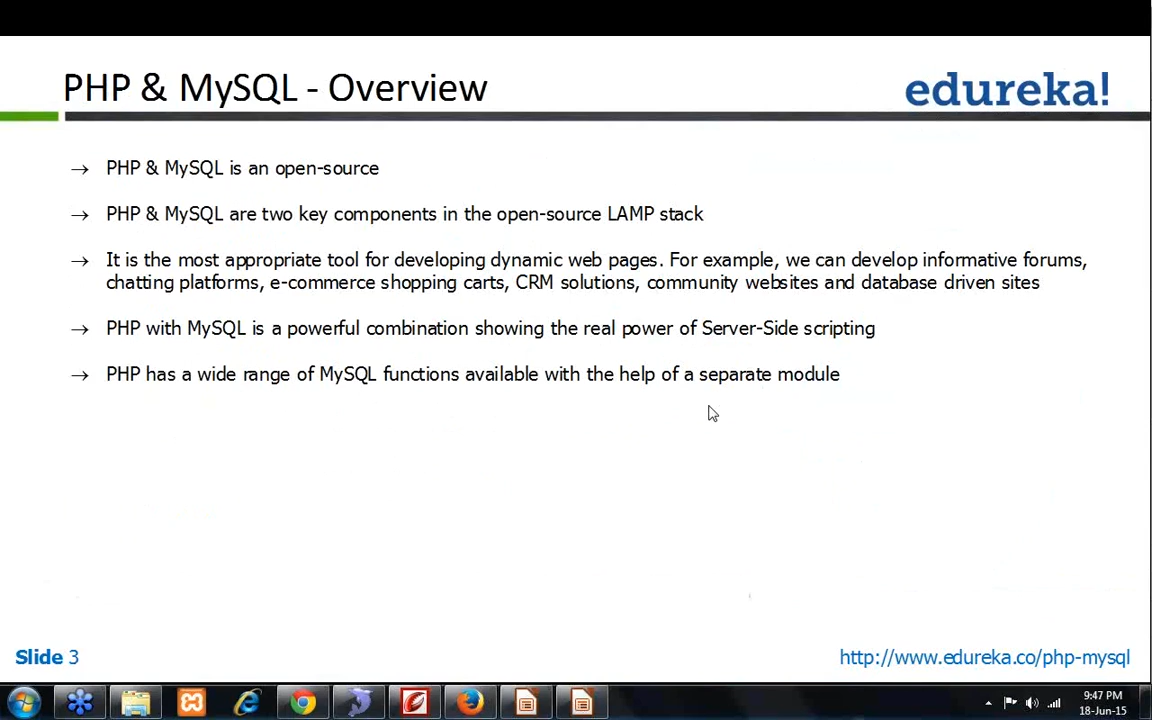 PHP & MySQL - Overview
edureka!
→ PHP & MySQL is an open-source
→ PHP & MySQL are two key components in the open-source LAMP stack
→ It is the most appropriate tool for developing dynamic web pages. For example, we can develop informative forums,
chatting platforms, e-commerce shopping carts, CRM solutions, community websites and database driven sites
→ PHP with MySQL is a powerful combination showing the real power of Server-Side scripting
→ PHP has a wide range of MySQL functions available with the help of a separate module
Slide 3
http://www.edureka.co/php-mysql
9:47 PM
18-Jun-15